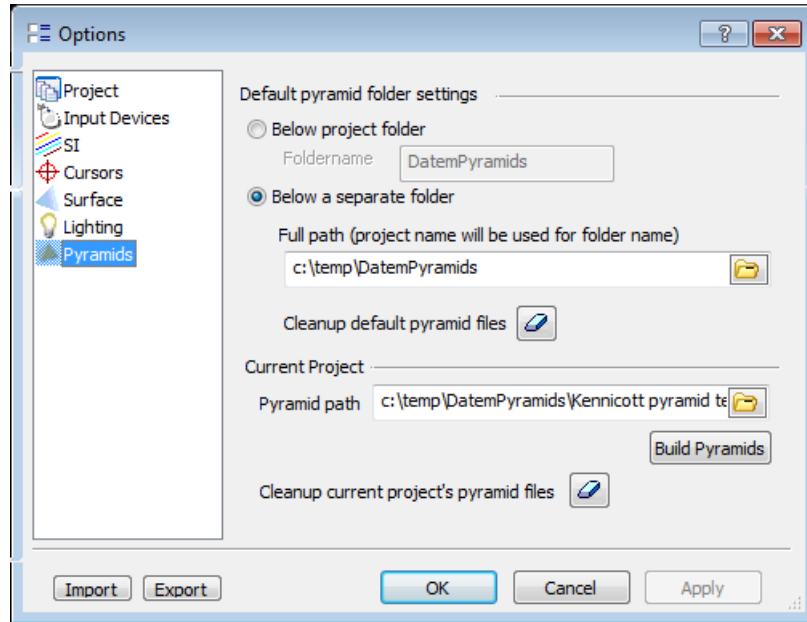 Options
Project
Input Devices
SI
Cursors
Surface
Lighting
Pyramids
Default pyramid folder settings
Below project folder
Foldername DatemPyramids
Below a separate folder
Full path (project name will be used for folder name)
c:\temp\DatemPyramids
Cleanup default pyramid files
Current Project
Pyramid path c:\temp\DatemPyramids\Kennicott pyramid te
Build Pyramids
Cleanup current project's pyramid files
Import Export OK Cancel Apply